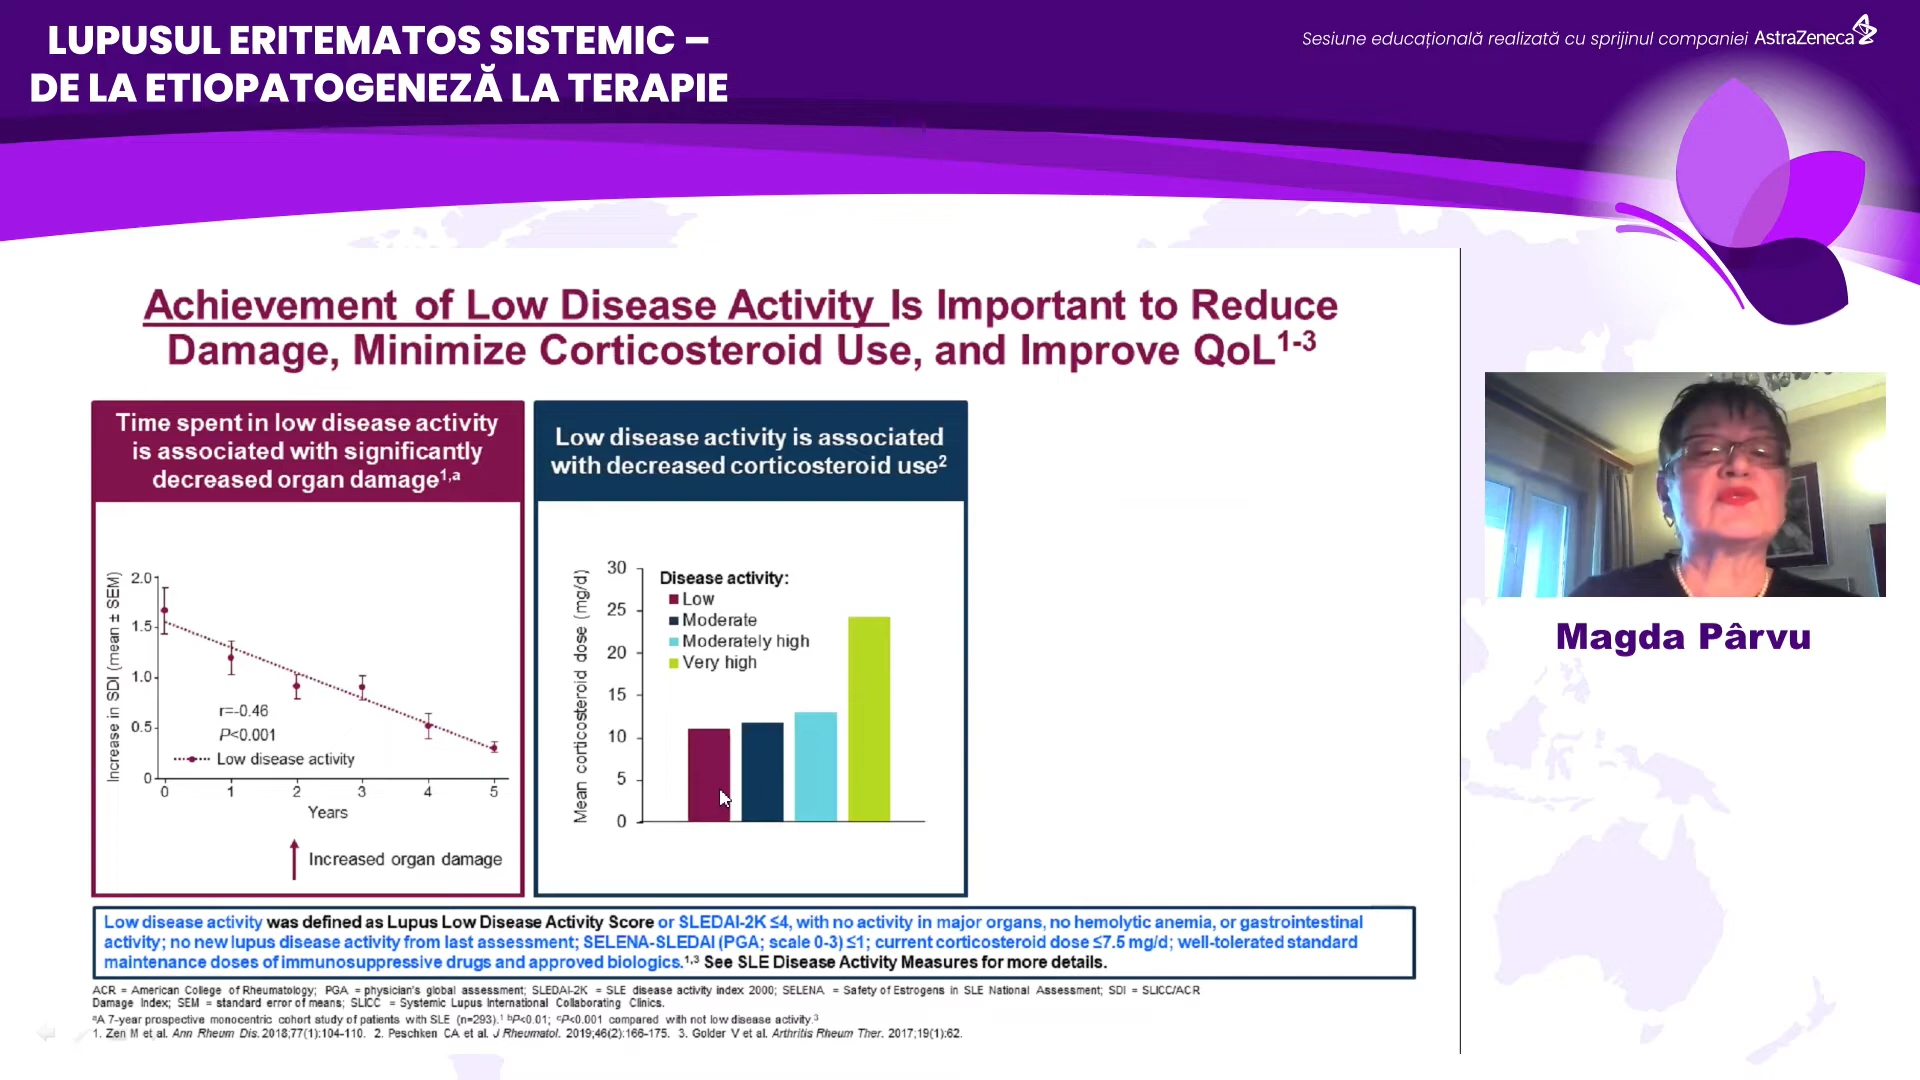 LUPUSUL ERITEMATOS SISTEMIC –
DE LA ETIOPATOGENEZĂ LA TERAPIE
Sesiune educațională realizată cu sprijinul companiei AstraZeneca
Achievement of Low Disease Activity Is Important to Reduce
Damage, Minimize Corticosteroid Use, and Improve QoL¹⁻³
Time spent in low disease activity
is associated with significantly
decreased organ damage¹,ᵃ
Increase in SDI (mean ± SEM)
2.0
1.5
1.0
0.5
0
r=-0.46
P<0.001
Low disease activity
0 1 2 3 4 5
Years
Increased organ damage
Low disease activity is associated
with decreased corticosteroid use²
Mean corticosteroid dose (mg/d)
30
25
20
15
10
5
0
Disease activity:
Low
Moderate
Moderately high
Very high
Magda Pârvu
Low disease activity was defined as Lupus Low Disease Activity Score or SLEDAI-2K ≤4, with no activity in major organs, no hemolytic anemia, or gastrointestinal
activity; no new lupus disease activity from last assessment; SELENA-SLEDAI (PGA; scale 0-3) ≤1; current corticosteroid dose ≤7.5 mg/d; well-tolerated standard
maintenance doses of immunosuppressive drugs and approved biologics.¹,³ See SLE Disease Activity Measures for more details.
ACR = American College of Rheumatology; PGA = physician's global assessment; SLEDAI-2K = SLE disease activity index 2000; SELENA = Safety of Estrogens in SLE National Assessment; SDI = SLICC/ACR
Damage Index; SEM = standard error of means; SLICC = Systemic Lupus International Collaborating Clinics.
ᵃA 7-year prospective monocentric cohort study of patients with SLE (n=293).¹ ᵇP<0.01; ᶜP<0.001 compared with not low disease activity.³
1. Zen M et al. Ann Rheum Dis. 2018;77(1):104-110. 2. Peschken CA et al. J Rheumatol. 2019;46(2):166-175. 3. Golder V et al. Arthritis Rheum Ther. 2017;19(1):62.